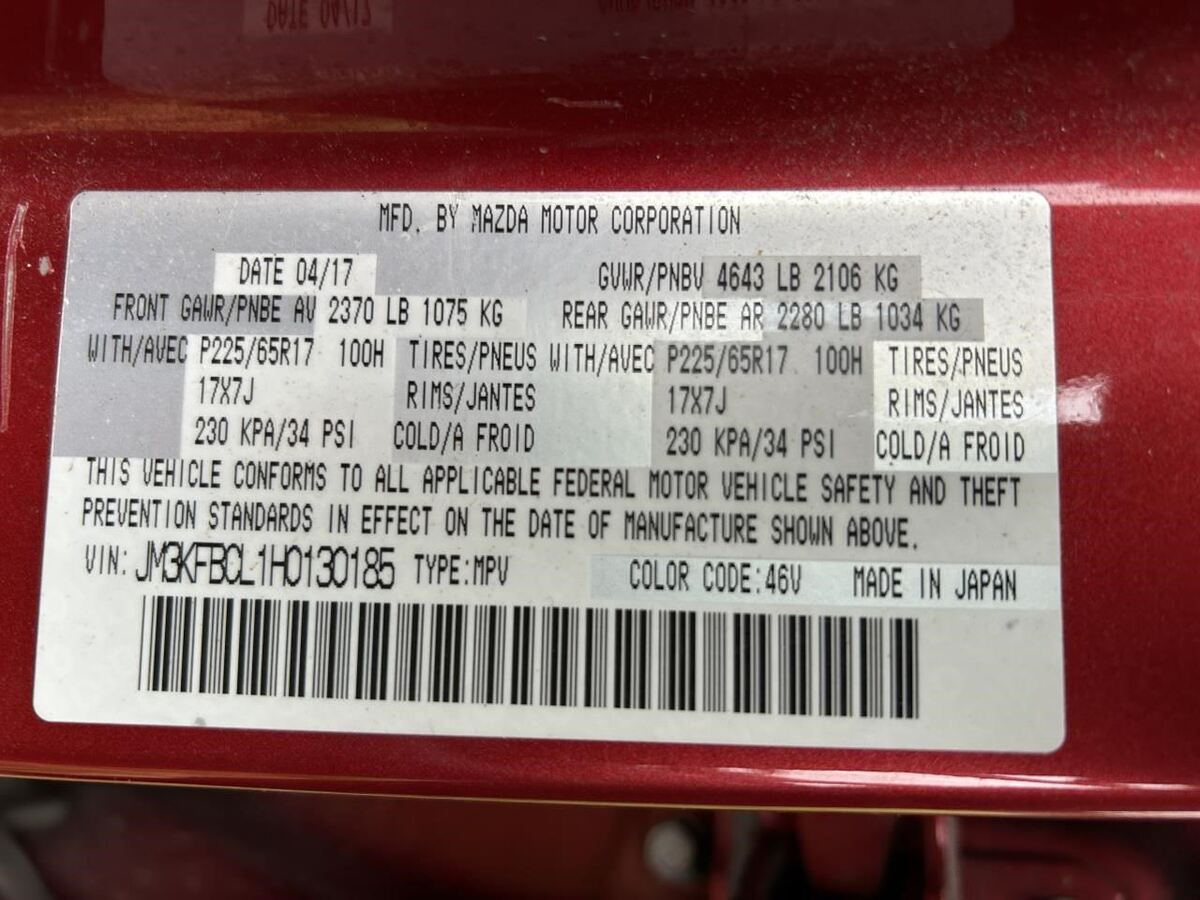 MFD. BY MAZDA MOTOR CORPORATION
DATE 04/17 GVWR/PNBV 4643 LB 2106 KG
FRONT GAWR/PNBE AV 2370 LB 1075 KG REAR GAWR/PNBE AR 2280 LB 1034 KG
WITH/AVEC P225/65R17 100H TIRES/PNEUS WITH/AVEC P225/65R17 100H TIRES/PNEUS
17X7J RIMS/JANTES 17X7J RIMS/JANTES
230 KPA/34 PSI COLD/A FROID 230 KPA/34 PSI COLD/A FROID
THIS VEHICLE CONFORMS TO ALL APPLICABLE FEDERAL MOTOR VEHICLE SAFETY AND THEFT
PREVENTION STANDARDS IN EFFECT ON THE DATE OF MANUFACTURE SHOWN ABOVE.
VIN: JM3KFBCL1H0130185 TYPE:MPV COLOR CODE:46V MADE IN JAPAN